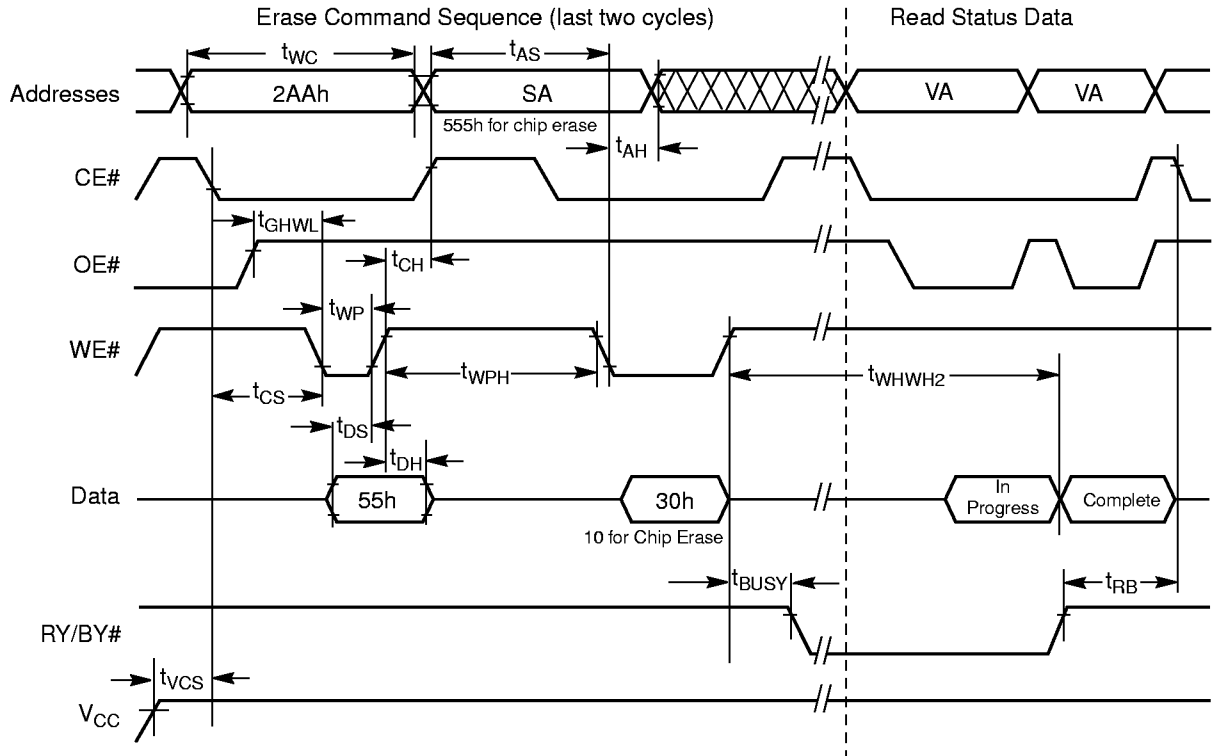 Erase Command Sequence (last two cycles)
Read Status Data
tWC
tAS
Addresses
2AAh
SA
VA
VA
555h for chip erase
tAH
CE#
tGHWL
OE#
tCH
tWP
WE#
tWPH
tWHWH2
tCS
tDS
tDH
Data
55h
30h
In
Progress
Complete
10 for Chip Erase
tBUSY
tRB
RY/BY#
tVCS
VCC